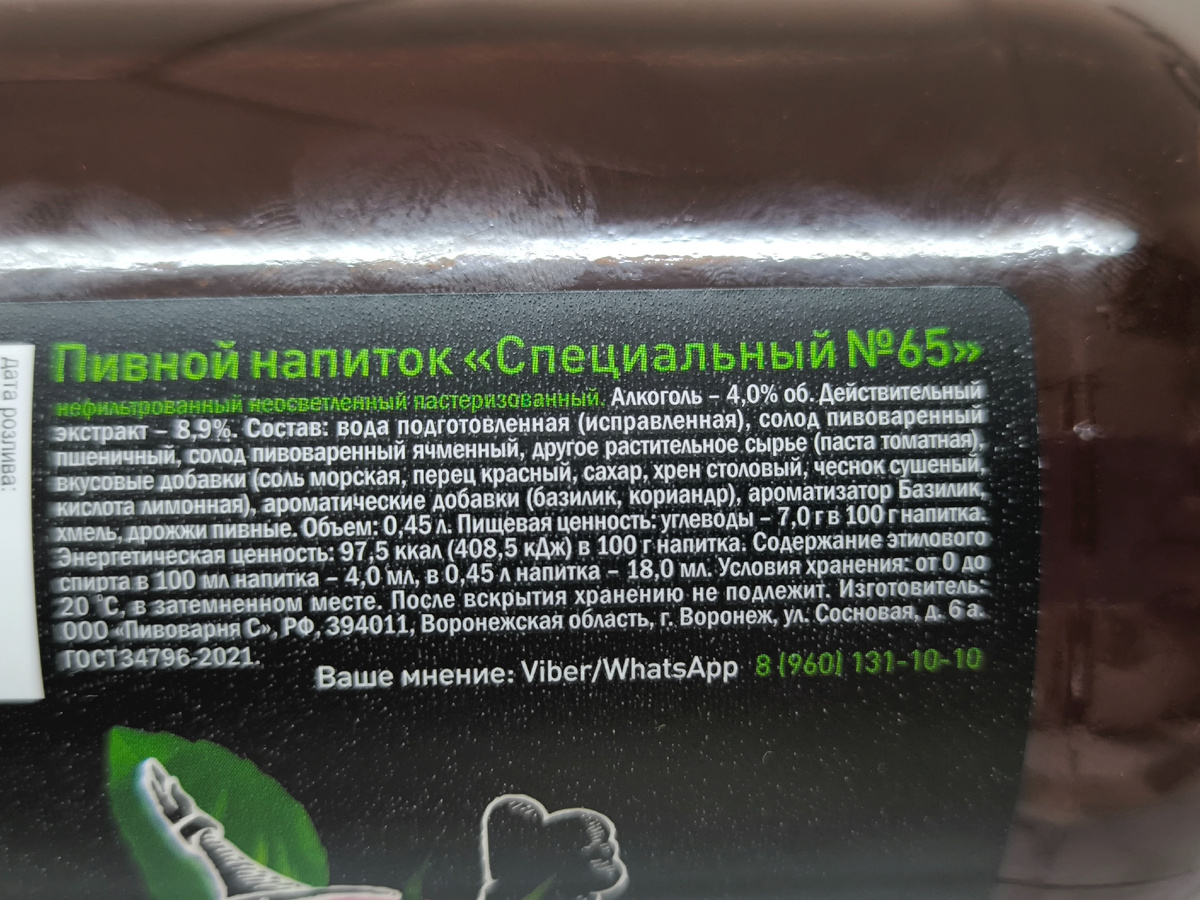 Пивной напиток «Специальный №65»
нефильтрованный неосветленный пастеризованный. Алкоголь – 4,0% об. Действительный
экстракт – 8,9%. Состав: вода подготовленная (исправленная), солод пивоваренный
пшеничный, солод пивоваренный ячменный, другое растительное сырье (паста томатная),
вкусовые добавки (соль морская, перец красный, сахар, хрен столовый, чеснок сушеный,
кислота лимонная), ароматические добавки (базилик, кориандр), ароматизатор Базилик,
хмель, дрожжи пивные. Объем: 0,45 л. Пищевая ценность: углеводы – 7,0 г в 100 г напитка.
Энергетическая ценность: 97,5 ккал (408,5 кДж) в 100 г напитка. Содержание этилового
спирта в 100 мл напитка – 4,0 мл, в 0,45 л напитка – 18,0 мл. Условия хранения: от 0 до
20 °С, в затемненном месте. После вскрытия хранению не подлежит. Изготовитель:
ООО «Пивоварня С», РФ, 394011, Воронежская область, г. Воронеж, ул. Сосновая, д. 6 а.
ГОСТ 34796-2021.
Ваше мнение: Viber/WhatsApp 8 (960) 131-10-10
дата розлива: